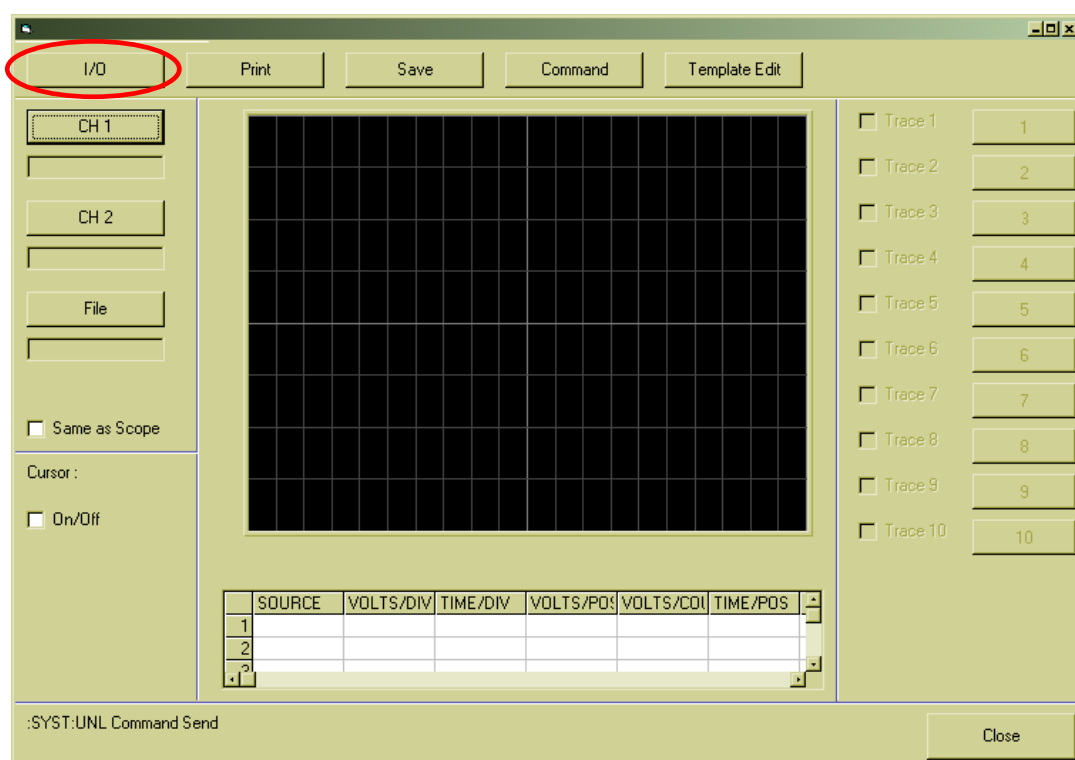 I/O Print Save Command Template Edit
CH 1
CH 2
File
Same as Scope
Cursor :
On/Off
Trace 1 1
Trace 2 2
Trace 3 3
Trace 4 4
Trace 5 5
Trace 6 6
Trace 7 7
Trace 8 8
Trace 9 9
Trace 10 10
SOURCE VOLTS/DIV TIME/DIV VOLTS/POS VOLTS/COU TIME/POS
1
2
3
:SYST:UNL Command Send
Close